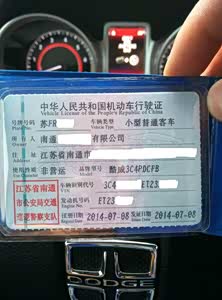 中华人民共和国机动车行驶证
Vehicle License of the People's Republic of China
号牌号码 苏FR 车辆类型 小型普通客车
Plate No. Vehicle Type
所有人 南通 有限公司
Owner
住址 江苏省南通市
Address
使用性质 非营运 品牌型号 酷威3C4PDCFB
江苏省南通 车辆识别代号 3C4 ET23
VIN
市公安局交通 发动机号码 ET23
Engine No.
巡逻警察支队 注册日期 2014-07-08 发证日期 2014-07-08
Register Date Issue Date
DODGE